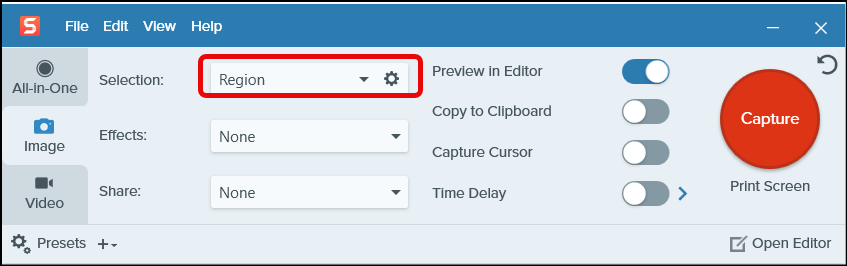 S
File Edit View Help
All-in-One
Image
Video
Selection: Region
Effects: None
Share: None
Preview in Editor
Copy to Clipboard
Capture Cursor
Time Delay
Capture
Print Screen
Presets
Open Editor